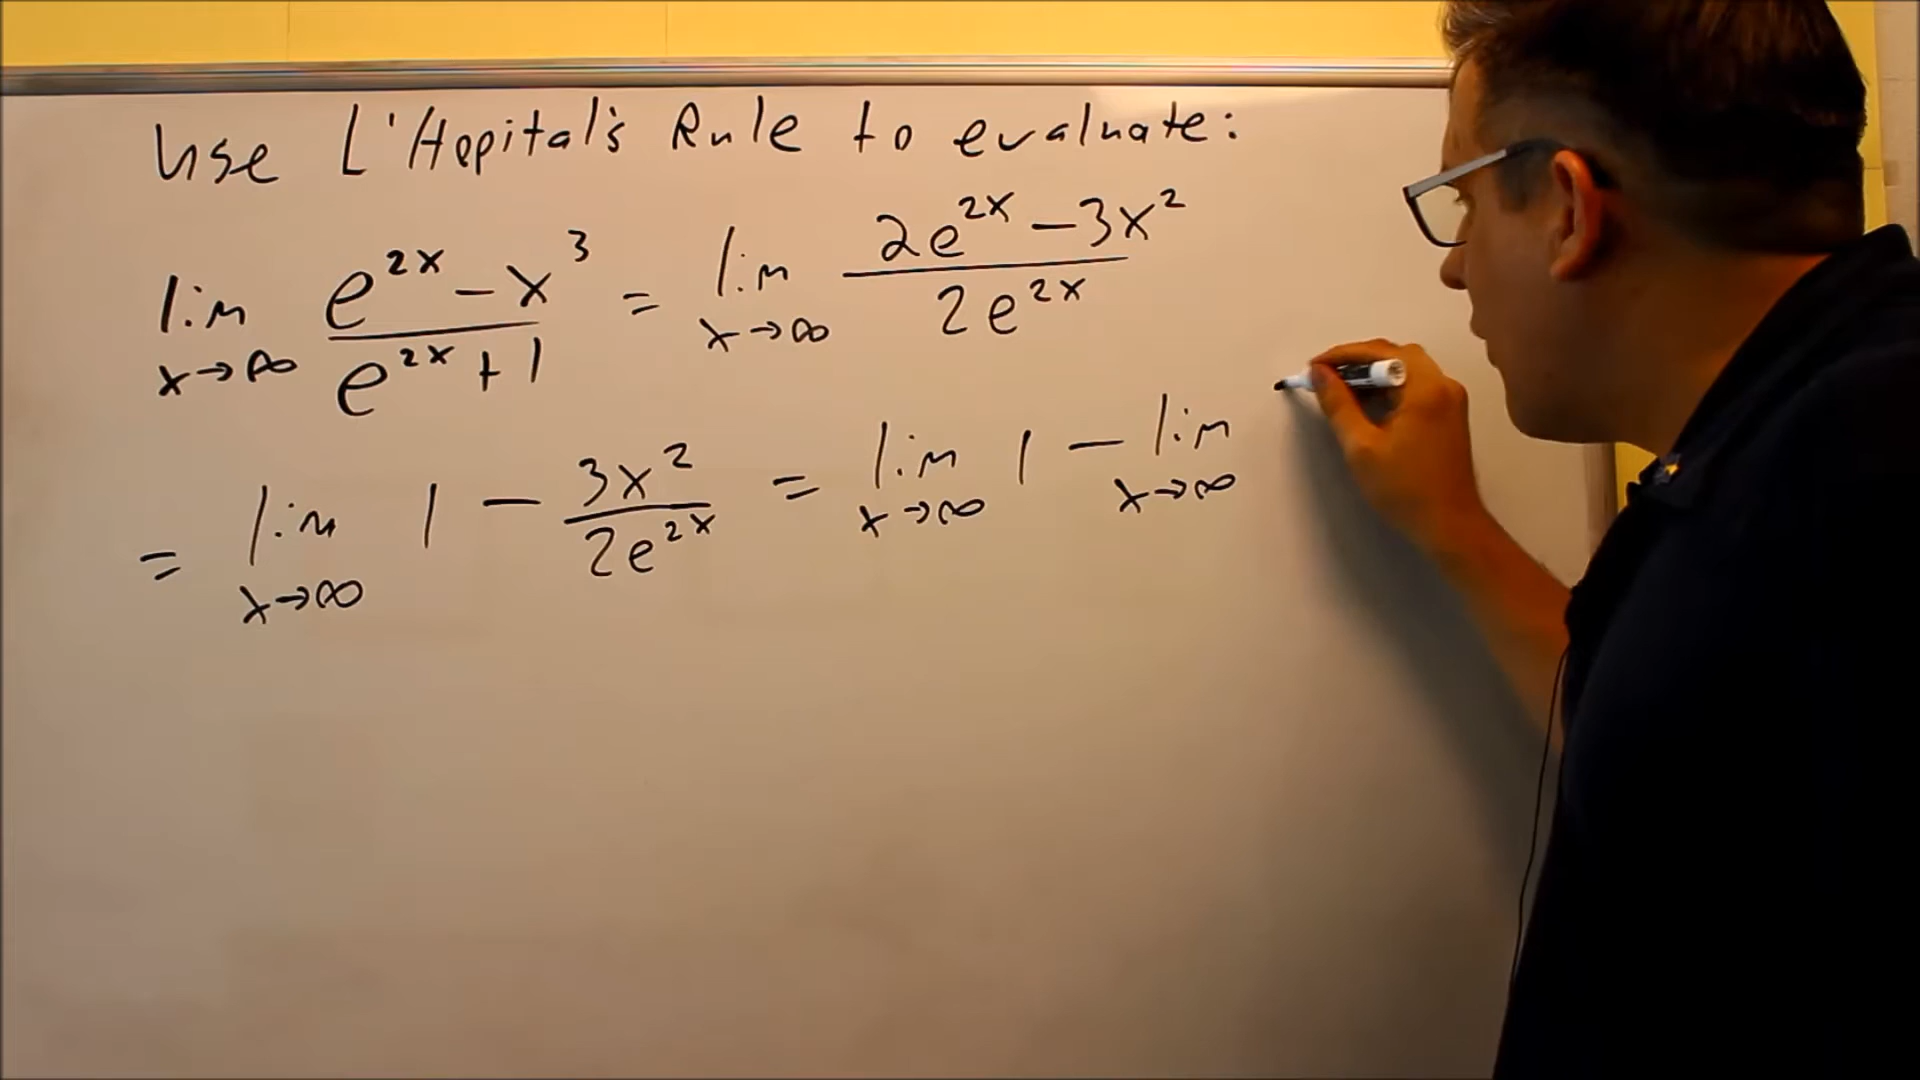 Use L'Hopital's Rule to evaluate:
lim x→∞ (e^{2x} - x^3)/(e^{2x} + 1) = lim x→∞ (2e^{2x} - 3x^2)/(2e^{2x})
= lim x→∞ 1 - (3x^2)/(2e^{2x}) = lim x→∞ 1 - lim x→∞